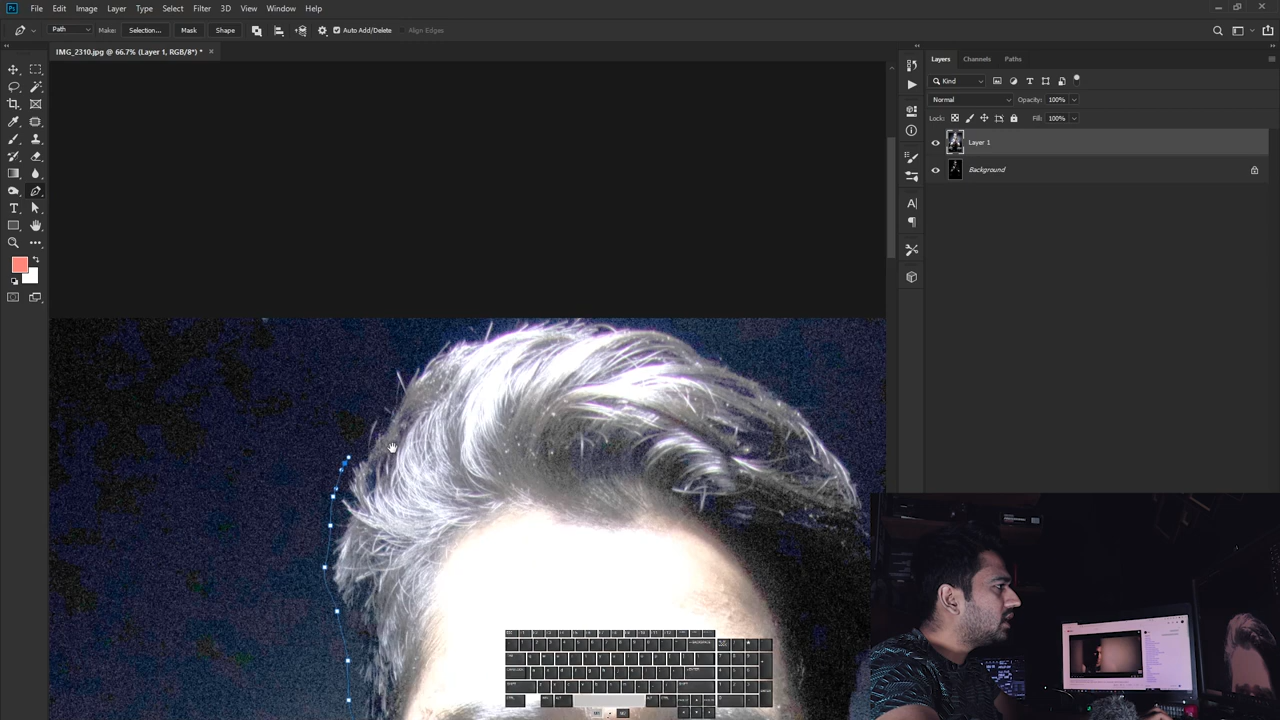 Ps File Edit Image Layer Type Select Filter 3D View Window Help
Path Make: Selection... Mask Shape Auto Add/Delete Align Edges
IMG_2310.jpg @ 66.7% (Layer 1, RGB/8*) *
Layers Channels Paths
Kind
Normal Opacity: 100%
Lock: Fill: 100%
Layer 1
Background